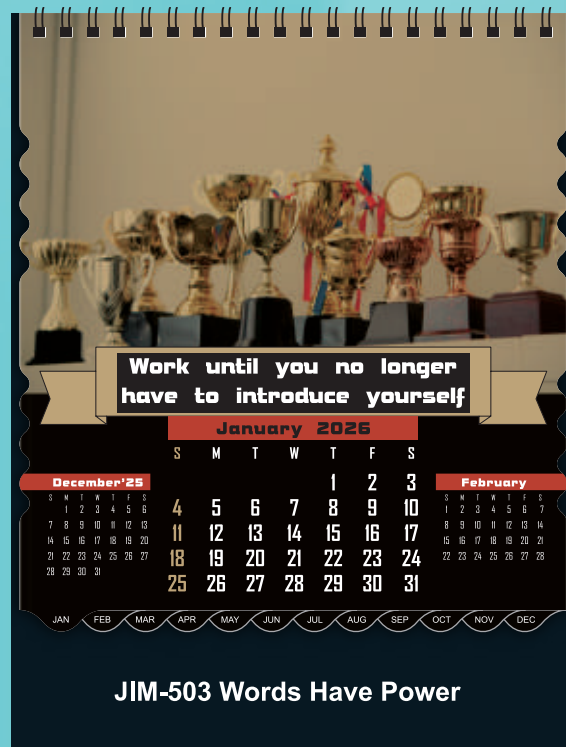 Work until you no longer
have to introduce yourself
January 2026
S M T W T F S
1 2 3
4 5 6 7 8 9 10
11 12 13 14 15 16 17
18 19 20 21 22 23 24
25 26 27 28 29 30 31
December'25
S M T W T F S
1 2 3 4 5 6
7 8 9 10 11 12 13
14 15 16 17 18 19 20
21 22 23 24 25 26 27
28 29 30 31
February
S M T W T F S
1 2 3 4 5 6 7
8 9 10 11 12 13 14
15 16 17 18 19 20 21
22 23 24 25 26 27 28
JAN FEB MAR APR MAY JUN JUL AUG SEP OCT NOV DEC
JIM-503 Words Have Power